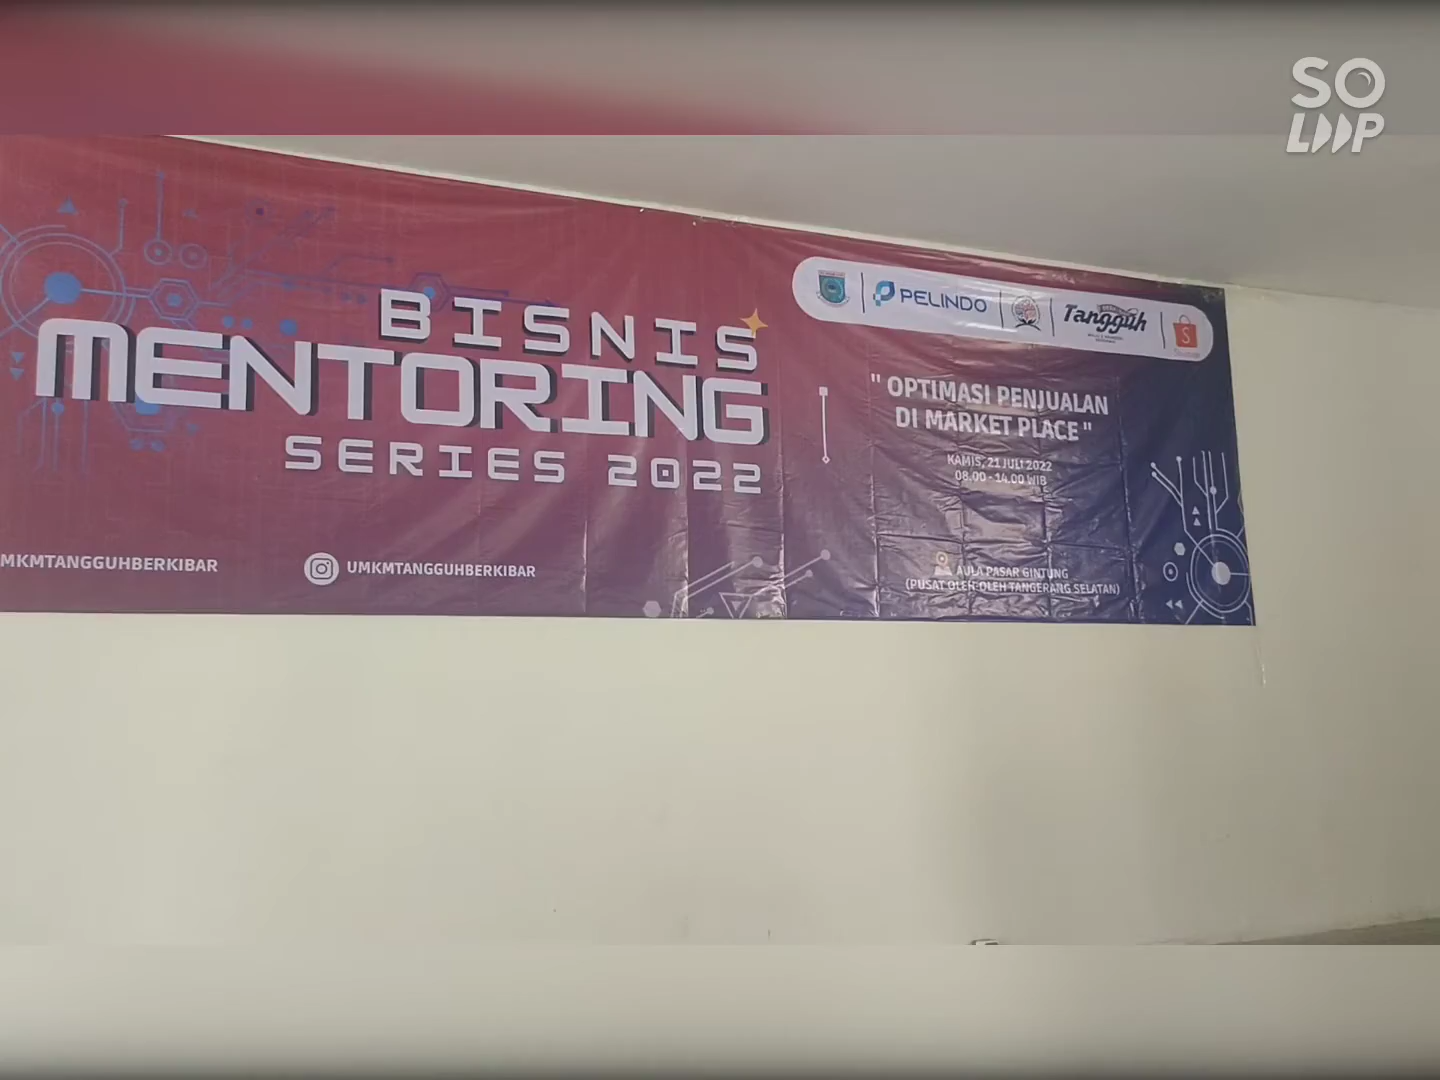 SO
LOOP
BISNIS
MENTORING
SERIES 2022
MKMTANGGUHBERKIBAR
UMKMTANGGUHBERKIBAR
PELINDO
Tangguh
" OPTIMASI PENJUALAN
DI MARKET PLACE "
KAMIS, 21 JULI 2022
08.00 - 14.00 WIB
AULA PASAR GINTUNG
(PUSAT OLEH-OLEH TANGERANG SELATAN)